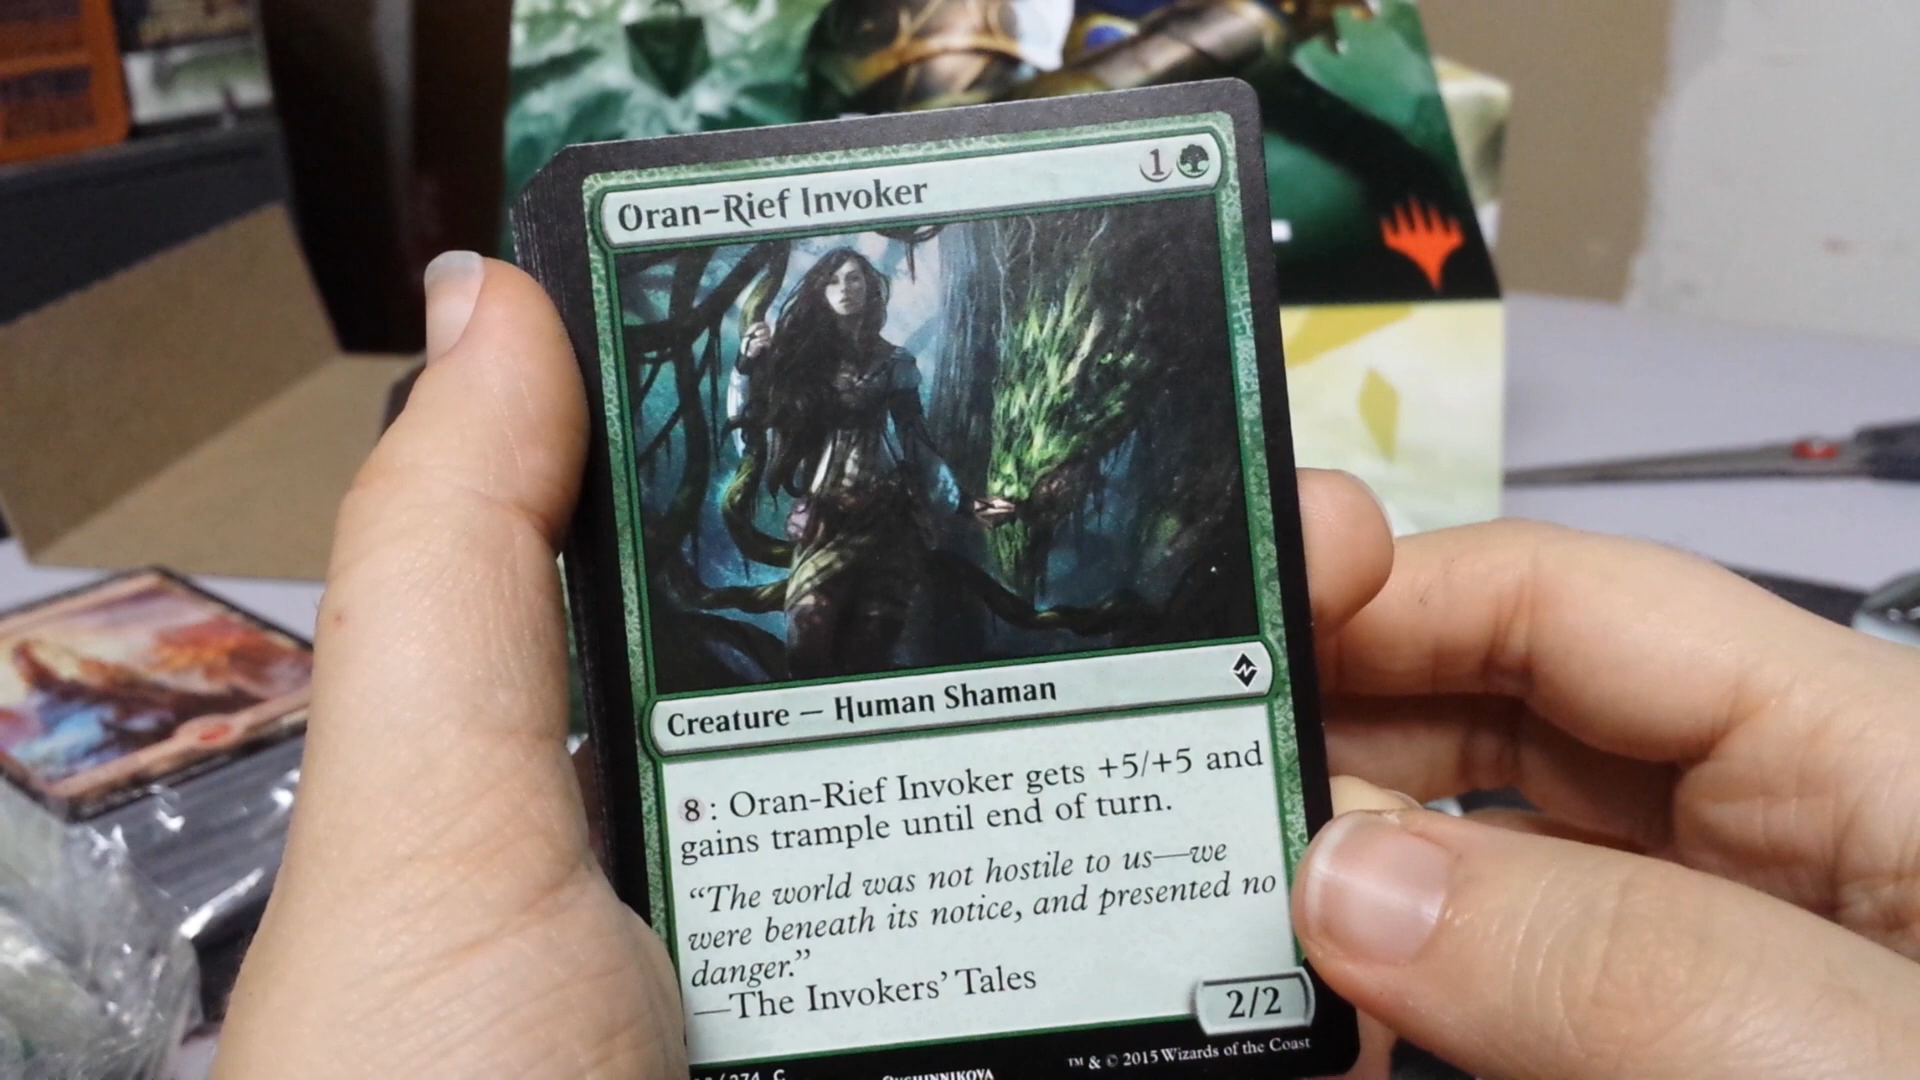 Oran-Rief Invoker 1
Creature — Human Shaman
8: Oran-Rief Invoker gets +5/+5 and
gains trample until end of turn.
“The world was not hostile to us—we
were beneath its notice, and presented no
danger.”
—The Invokers’ Tales
2/2
™ & © 2015 Wizards of the Coast
/274 C